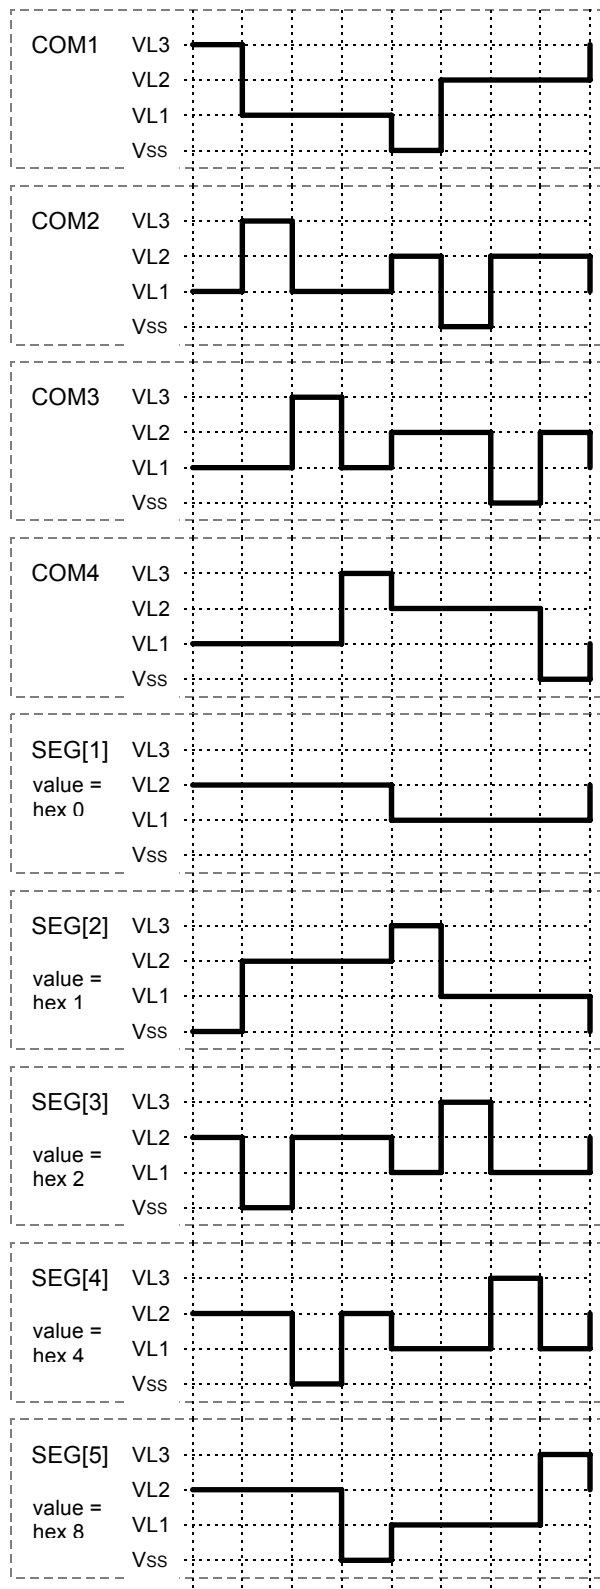 COM1 VL3
VL2
VL1
VSS
COM2 VL3
VL2
VL1
VSS
COM3 VL3
VL2
VL1
VSS
COM4 VL3
VL2
VL1
VSS
SEG[1] VL3
value = VL2
hex 0 VL1
VSS
SEG[2] VL3
VL2
value = VL1
hex 1
VSS
SEG[3] VL3
VL2
value = VL1
hex 2
VSS
SEG[4] VL3
VL2
value = VL1
hex 4
VSS
SEG[5] VL3
VL2
value = VL1
hex 8
VSS